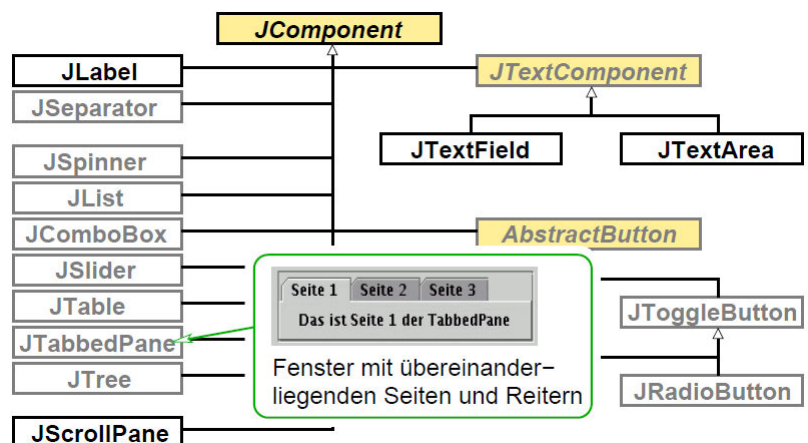 JComponent
JLabel
JTextComponent
JSeparator
JTextField
JTextArea
JSpinner
JList
JComboBox
AbstractButton
JSlider
JTable
JToggleButton
JTabbedPane
JTree
JRadioButton
JScrollPane
Seite 1 Seite 2 Seite 3
Das ist Seite 1 der TabbedPane
Fenster mit übereinander–
liegenden Seiten und Reitern